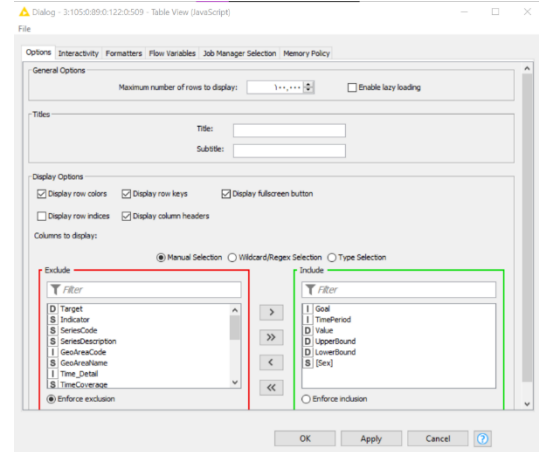 Dialog - 3:105:0:89:0:122:0:509 - Table View (JavaScript)
File
Options Interactivity Formatters Flow Variables Job Manager Selection Memory Policy
General Options
Maximum number of rows to display: ١٠٠,٠٠٠ Enable lazy loading
Titles
Title:
Subtitle:
Display Options
Display row colors Display row keys Display fullscreen button
Display row indices Display column headers
Columns to display:
Manual Selection Wildcard/Regex Selection Type Selection
Exclude Include
Filter Filter
D Target I Goal
S Indicator I TimePeriod
S SeriesCode D Value
S SeriesDescription D UpperBound
I GeoAreaCode D LowerBound
S GeoAreaName S [Sex]
I Time_Detail
S TimeCoverage
> >> < <<
Enforce exclusion Enforce inclusion
OK Apply Cancel ?